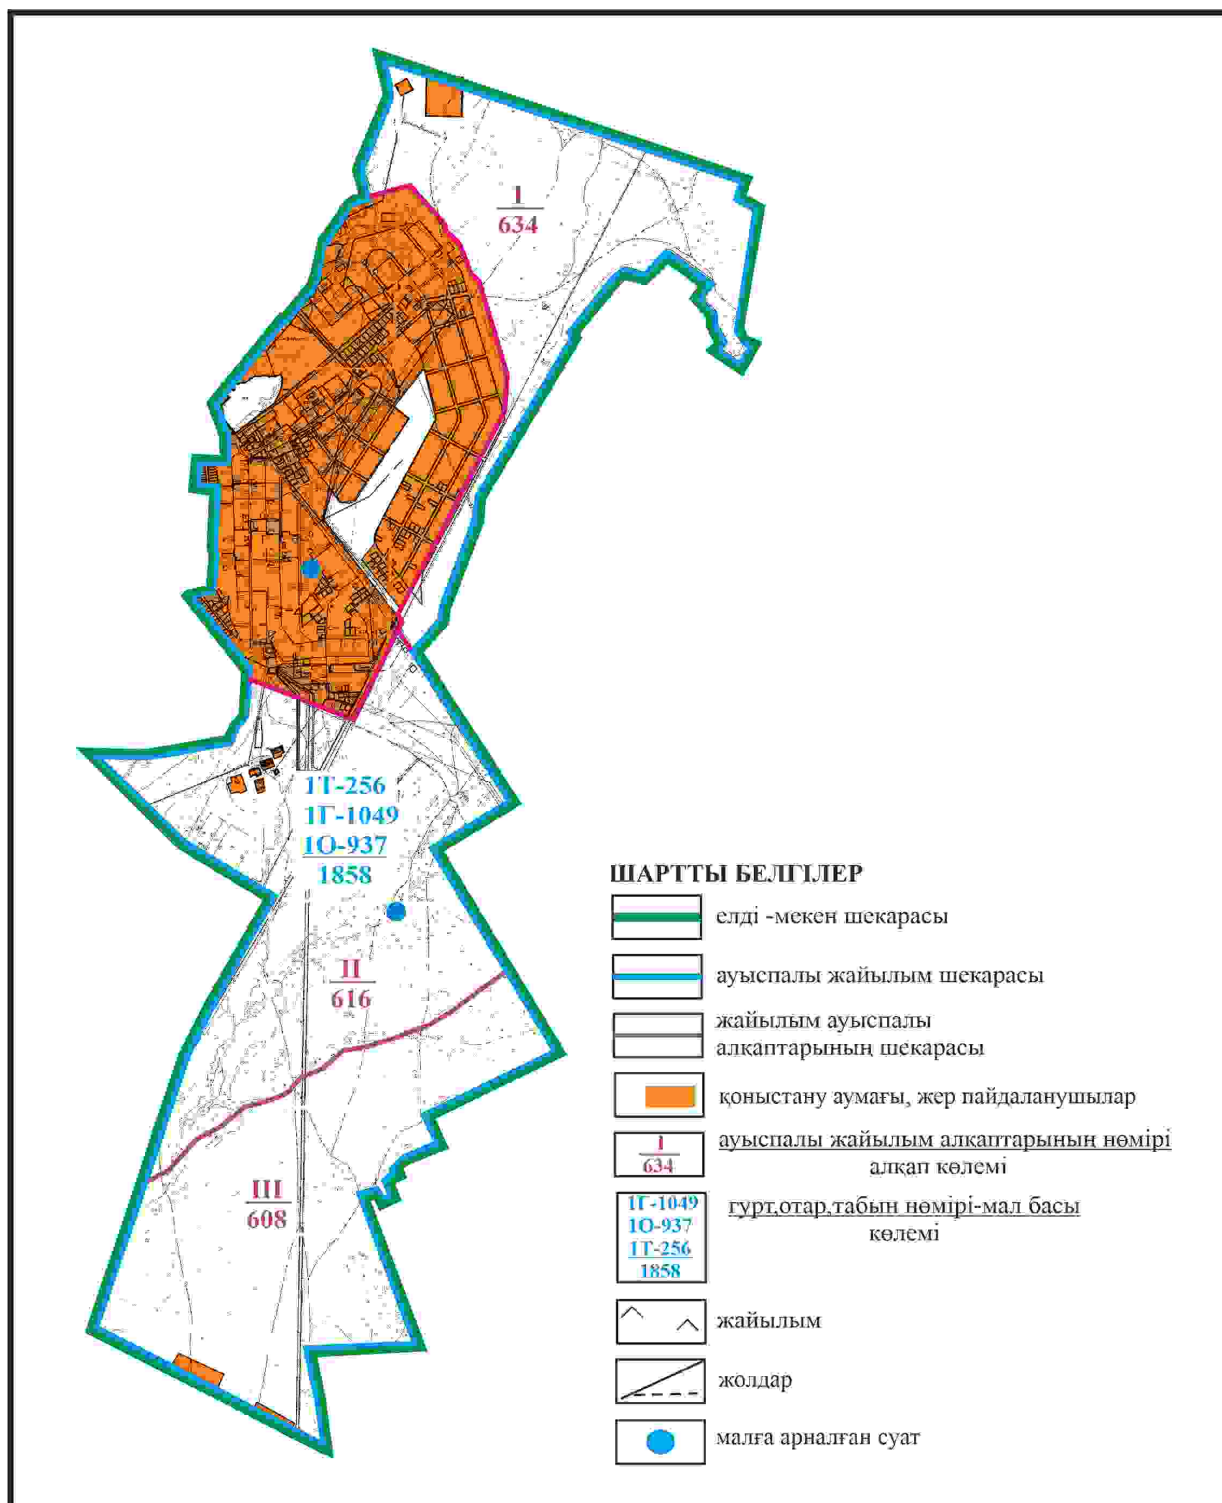 I
634
1Т-256
1Г-1049
1О-937
1858
II
616
III
608
ШАРТТЫ БЕЛГІЛЕР
елді -мекен шекарасы
ауыспалы жайылым шекарасы
жайылым ауыспалы
алқаптарының шекарасы
қоныстану аумағы, жер пайдаланушылар
I
634
ауыспалы жайылым алқаптарының нөмірі
алқап көлемі
1Г-1049
1О-937
1Т-256
1858
гурт,отар,табын нөмірі-мал басы
көлемі
жайылым
жолдар
малға арналған суат